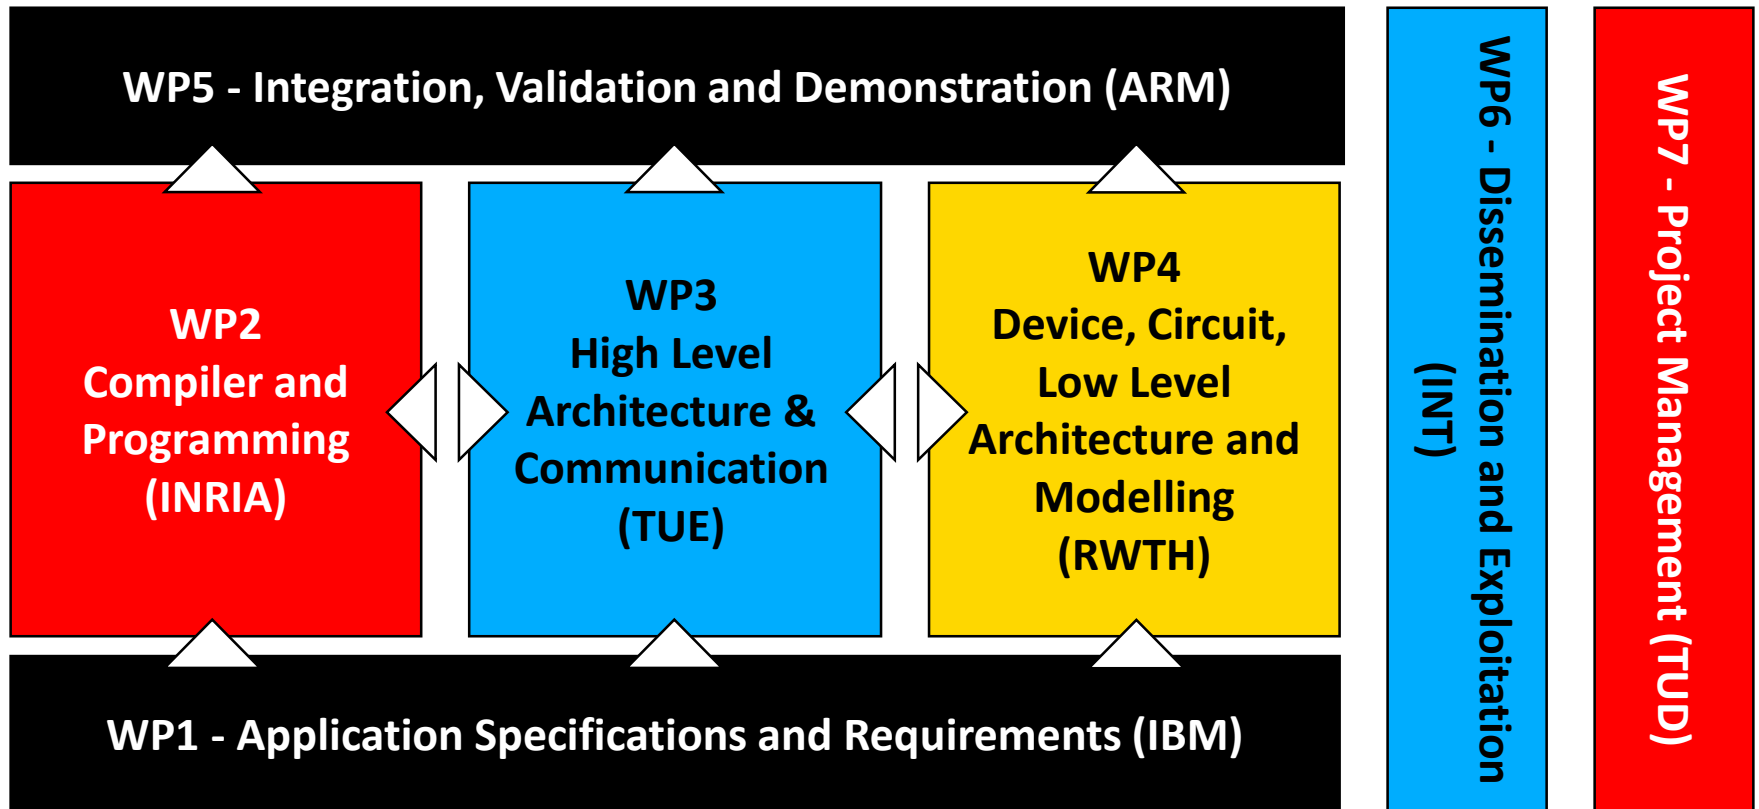 WP5 - Integration, Validation and Demonstration (ARM)
WP2
Compiler and
Programming
(INRIA)
WP3
High Level
Architecture &
Communication
(TUE)
WP4
Device, Circuit,
Low Level
Architecture and
Modelling
(RWTH)
WP1 - Application Specifications and Requirements (IBM)
WP6 - Dissemination and Exploitation
(INT)
WP7 - Project Management (TUD)